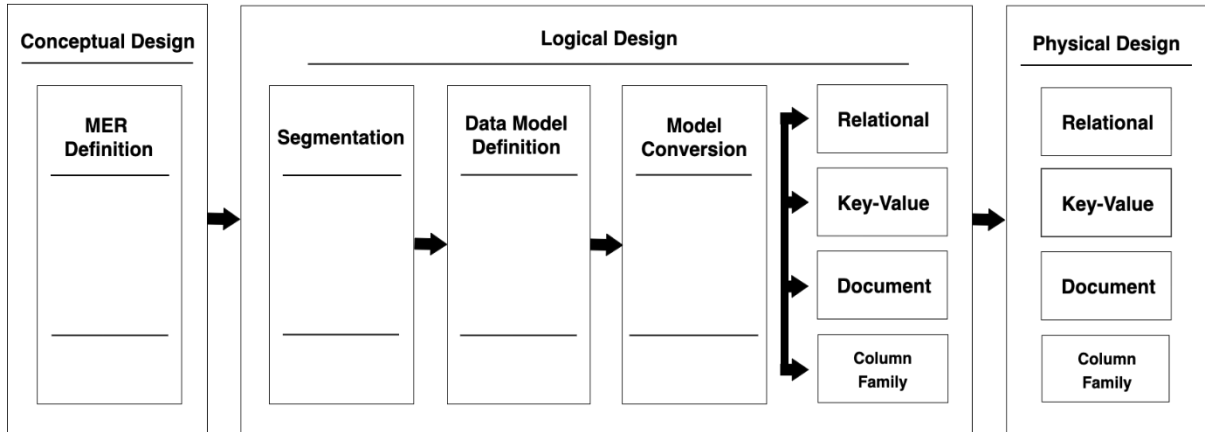 Conceptual Design
MER
Definition
Logical Design
Segmentation
Data Model
Definition
Model
Conversion
Relational
Key-Value
Document
Column
Family
Physical Design
Relational
Key-Value
Document
Column
Family